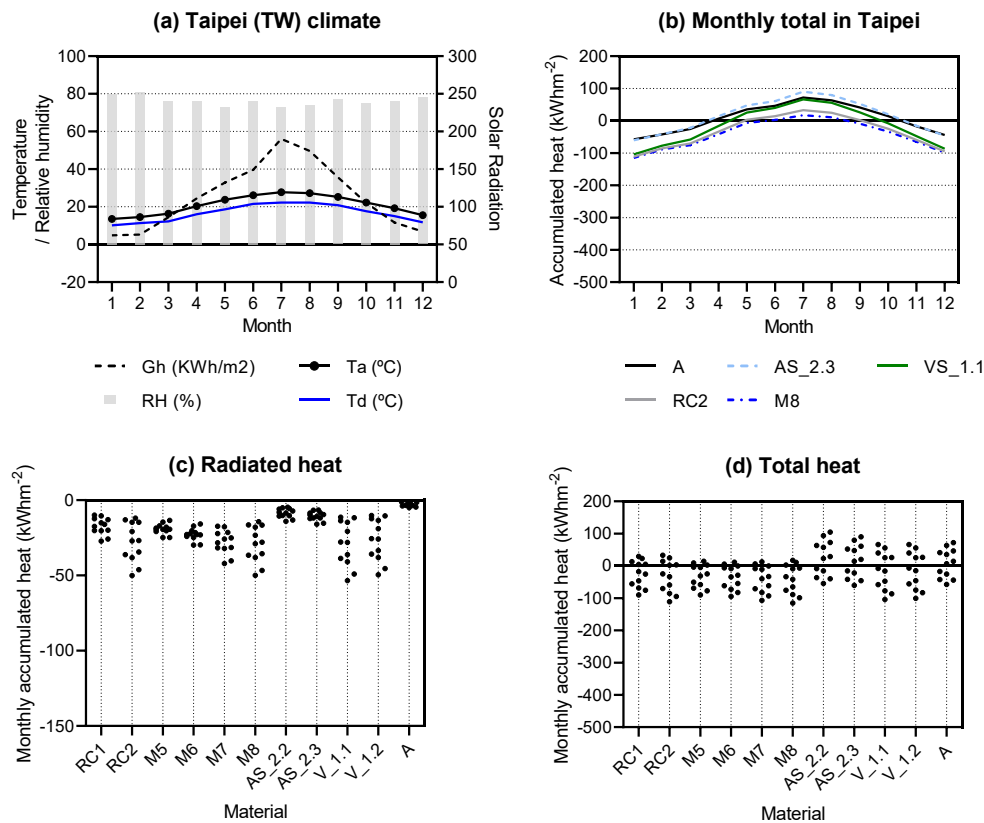 (a) Taipei (TW) climate
Temperature
/ Relative humidity
100
80
60
40
20
0
-20
300
250
200
150
100
50
0
Solar Radiation
1 2 3 4 5 6 7 8 9 10 11 12
Month
Gh (KWh/m2)
Ta (ºC)
RH (%)
Td (ºC)
(b) Monthly total in Taipei
Accumulated heat (kWhm-2)
200
100
0
-100
-200
-300
-400
-500
1 2 3 4 5 6 7 8 9 10 11 12
Month
A
AS_2.3
VS_1.1
RC2
M8
(c) Radiated heat
Monthly accumulated heat (kWhm-2)
0
-50
-100
-150
RC1 RC2 M5 M6 M7 M8 AS_2.2 AS_2.3 V_1.1 V_1.2 A
Material
(d) Total heat
Monthly accumulated heat (kWhm-2)
200
100
0
-100
-200
-300
-400
-500
RC1 RC2 M5 M6 M7 M8 AS_2.2 AS_2.3 V_1.1 V_1.2 A
Material